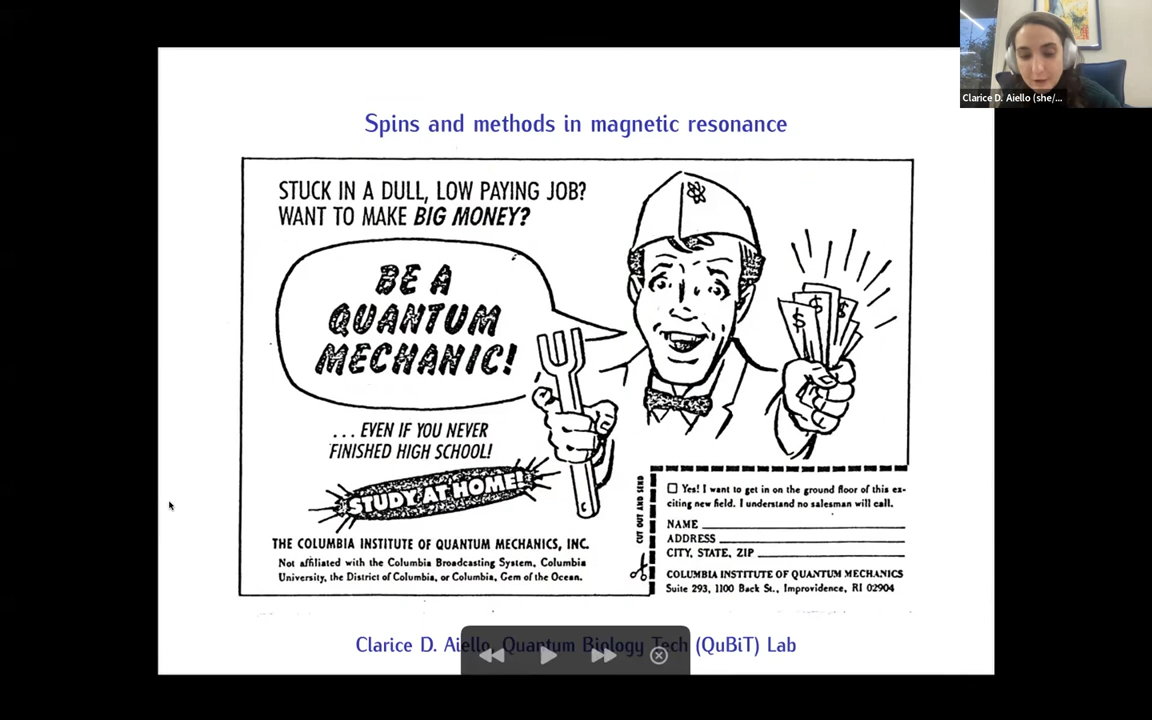 Clarice D. Aiello (she/...
Spins and methods in magnetic resonance
STUCK IN A DULL, LOW PAYING JOB?
WANT TO MAKE BIG MONEY?
BE A
QUANTUM
MECHANIC!
$ $ $
... EVEN IF YOU NEVER
FINISHED HIGH SCHOOL!
STUDY AT HOME!
THE COLUMBIA INSTITUTE OF QUANTUM MECHANICS, INC.
Not affiliated with the Columbia Broadcasting System, Columbia
University, the District of Columbia, or Columbia, Gem of the Ocean.
CUT OUT AND SEND
Yes! I want to get in on the ground floor of this ex-
citing new field. I understand no salesman will call.
NAME
ADDRESS
CITY, STATE, ZIP
COLUMBIA INSTITUTE OF QUANTUM MECHANICS
Suite 293, 1100 Back St., Improvidence, RI 02904
Clarice D. Aiello, Quantum Biology Tech (QuBiT) Lab